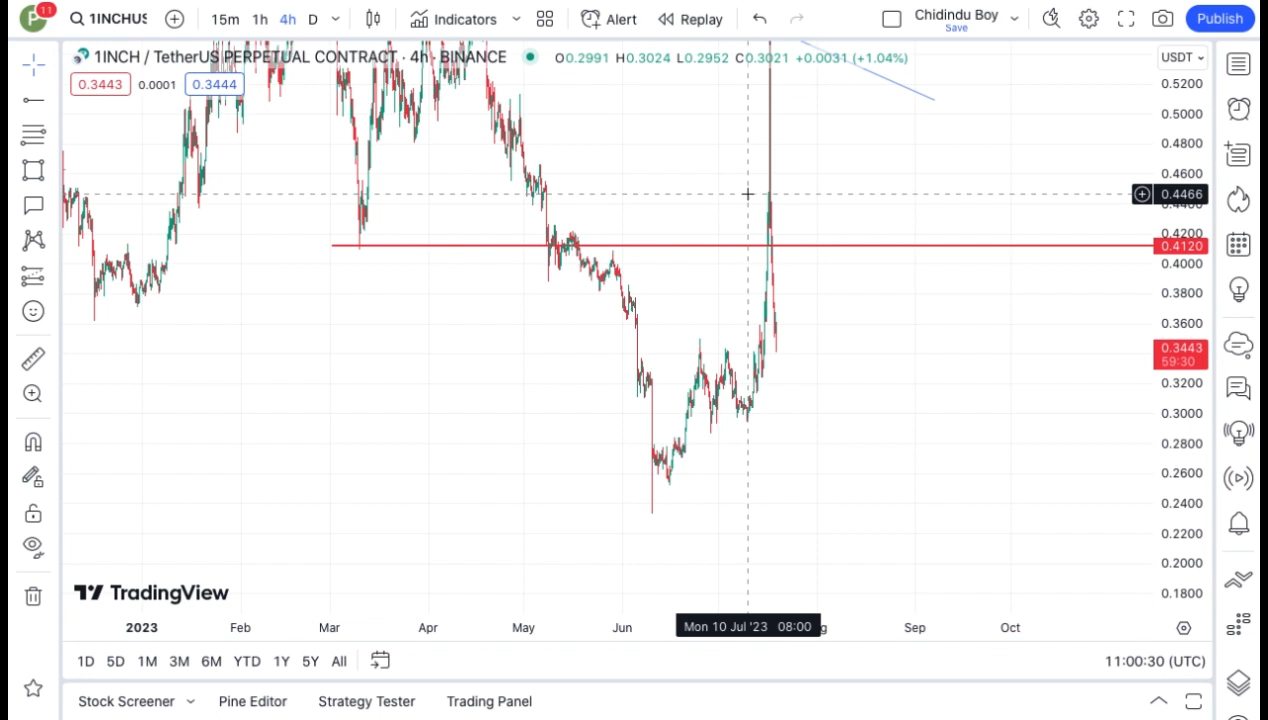 11
1INCHUS
15m 1h 4h D
Indicators
Alert
Replay
Chidindu Boy
Save
Publish
1INCH / TetherUS PERPETUAL CONTRACT · 4h · BINANCE
O0.2991 H0.3024 L0.2952 C0.3021 +0.0031 (+1.04%)
USDT
0.3443 0.0001 0.3444
0.5200
0.5000
0.4800
0.4600
0.4466
0.4400
0.4200
0.4120
0.4000
0.3800
0.3600
0.3443
59:30
0.3200
0.3000
0.2800
0.2600
0.2400
0.2200
0.2000
0.1800
TradingView
2023 Feb Mar Apr May Jun Mon 10 Jul '23 08:00 Sep Oct
1D 5D 1M 3M 6M YTD 1Y 5Y All
11:00:30 (UTC)
Stock Screener Pine Editor Strategy Tester Trading Panel